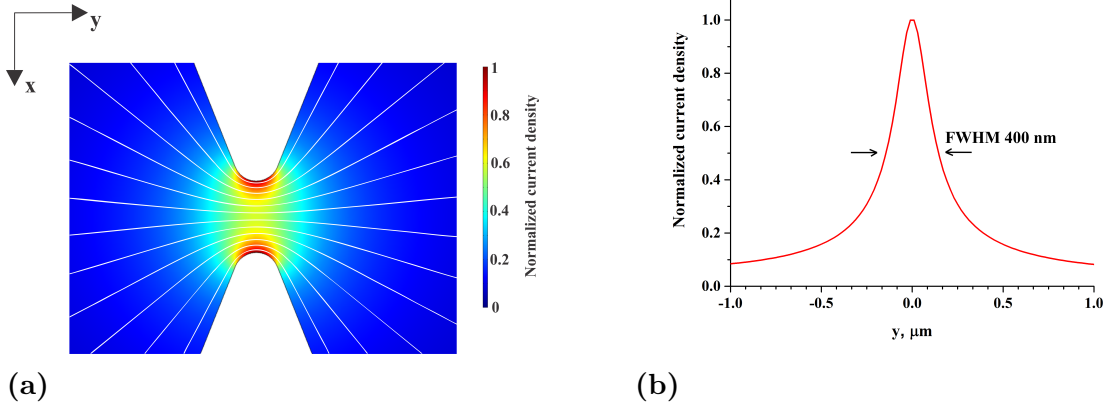 y
x
1
0.8
0.6
0.4
0.2
0
Normalized current density
(a)
1.0
0.8
0.6
0.4
0.2
0.0
Normalized current density
FWHM 400 nm
-1.0 -0.5 0.0 0.5 1.0
y, μm
(b)